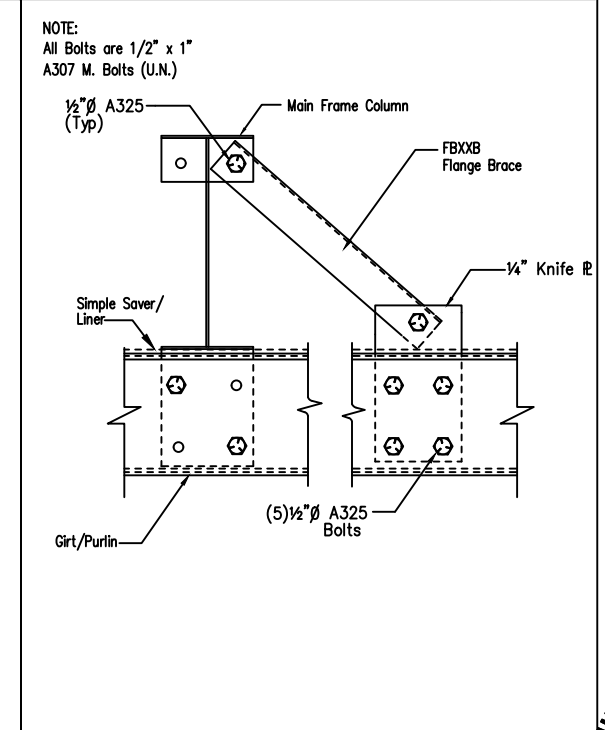 NOTE:
All Bolts are 1/2" x 1"
A307 M. Bolts (U.N.)
½"Ø A325
(Typ)
Main Frame Column
FBXXB
Flange Brace
¼" Knife ⅊
Simple Saver/
Liner
(5)½"Ø A325
Bolts
Girt/Purlin